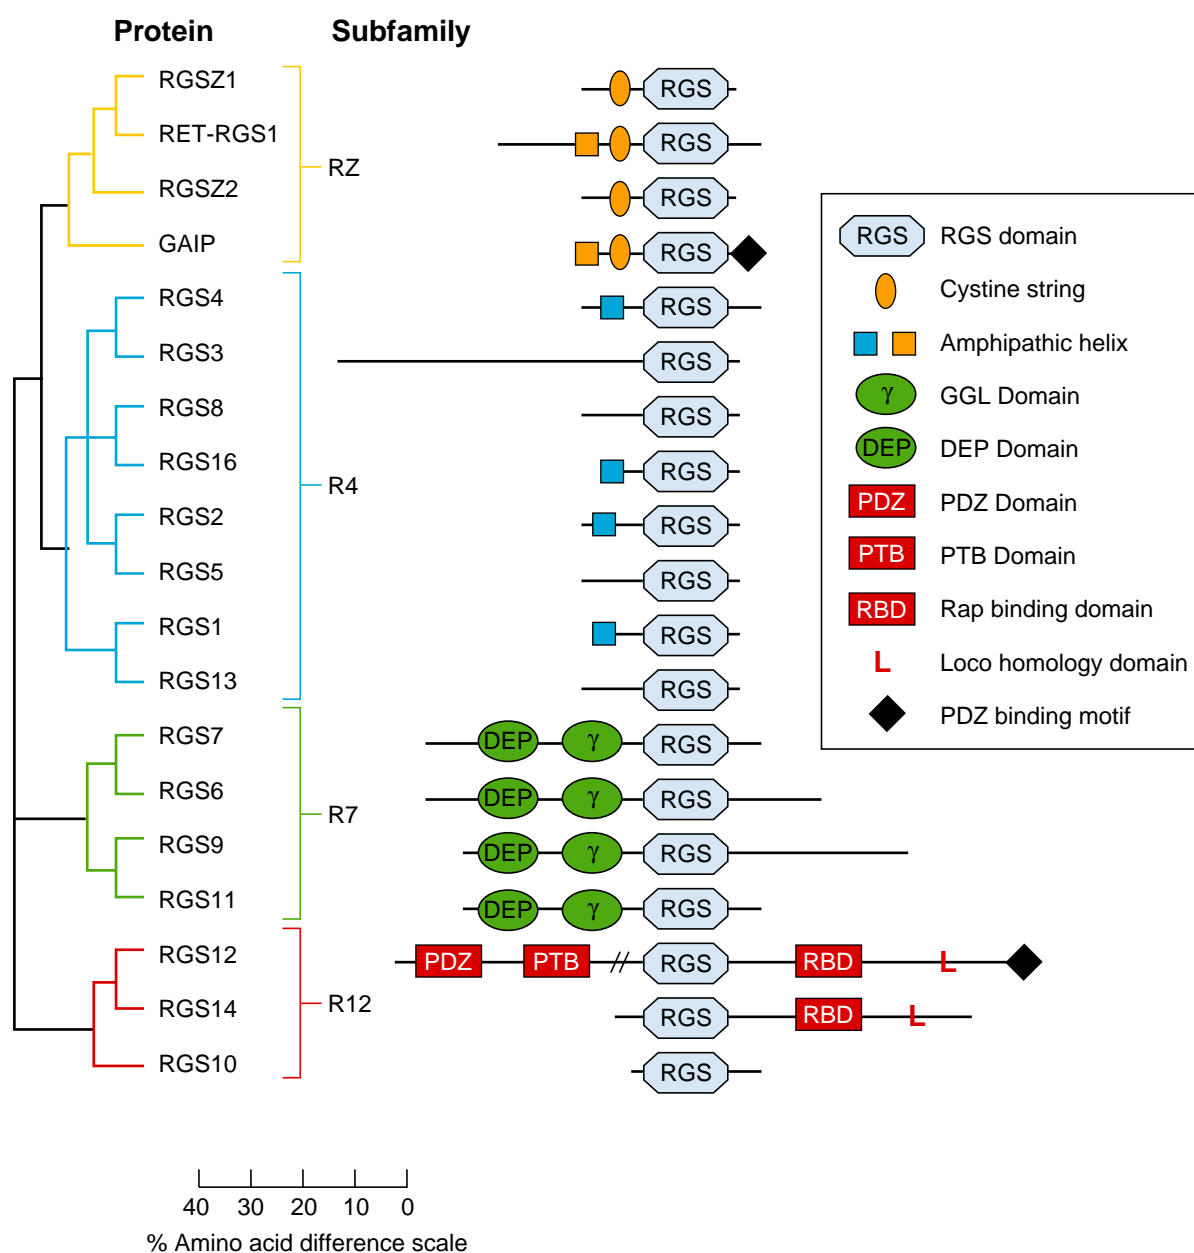 Protein Subfamily
RGSZ1 RGS
RET-RGS1 RGS
RZ
RGSZ2 RGS
GAIP RGS
RGS4 RGS
RGS3 RGS
RGS8 RGS
RGS16 RGS
R4
RGS2 RGS
RGS5 RGS
RGS1 RGS
RGS13 RGS
RGS7 DEP γ RGS
RGS6 DEP γ RGS
R7
RGS9 DEP γ RGS
RGS11 DEP γ RGS
RGS12 PDZ PTB // RGS RBD L
RGS14 RGS RBD L
R12
RGS10 RGS
RGS RGS domain
Cystine string
Amphipathic helix
γ GGL Domain
DEP DEP Domain
PDZ PDZ Domain
PTB PTB Domain
RBD Rap binding domain
L Loco homology domain
PDZ binding motif
40 30 20 10 0
% Amino acid difference scale